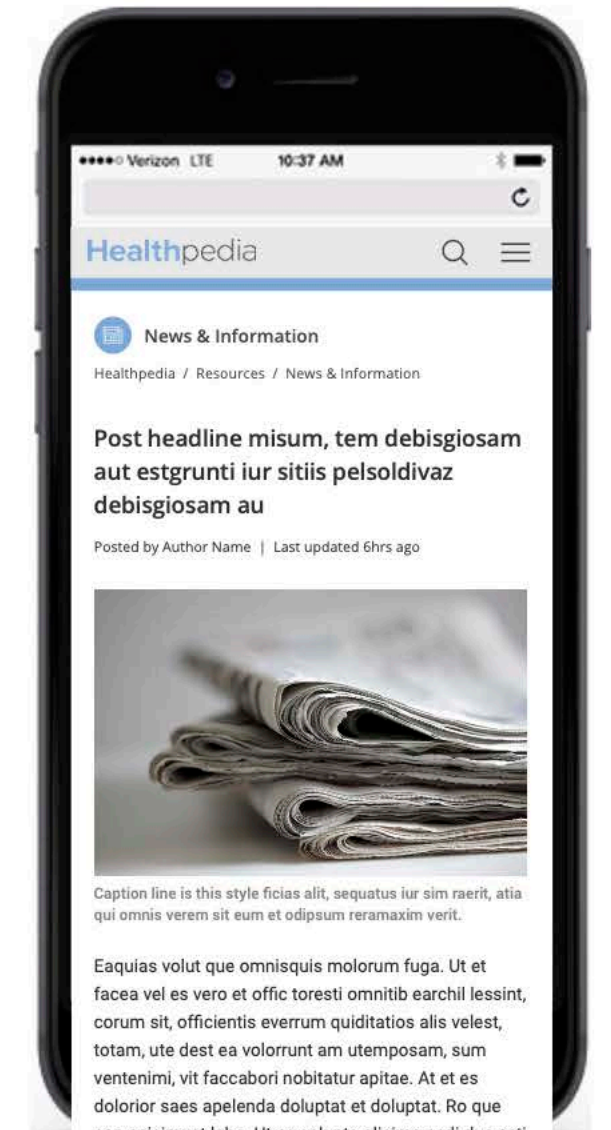 Verizon LTE 10:37 AM
Healthpedia
News & Information
Healthpedia / Resources / News & Information
Post headline misum, tem debisgiosam
aut estgrunti iur sitiis pelsoldivaz
debisgiosam au
Posted by Author Name | Last updated 6hrs ago
Caption line is this style ficias alit, sequatus iur sim raerit, atia
qui omnis verem sit eum et odipsum reramaxim verit.
Eaquias volut que omnisquis molorum fuga. Ut et
facea vel es vero et offic toresti omnitib earchil lessint,
corum sit, officientis everrum quiditatios alis velest,
totam, ute dest ea volorrunt am utemposam, sum
ventenimi, vit faccabori nobitatur apitae. At et es
dolorior saes apelenda doluptat et doluptat. Ro que